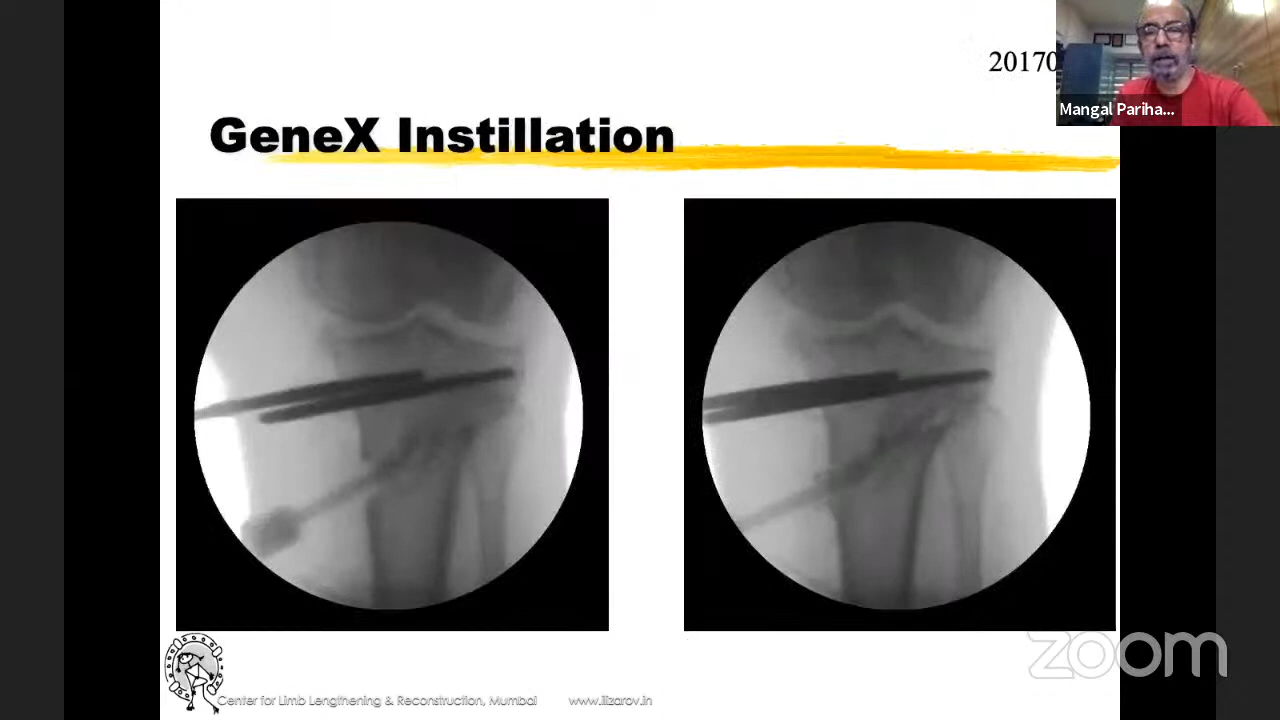 20170
Mangal Pariha...
GeneX Instillation
zoom
Center for Limb Lengthening & Reconstruction, Mumbai www.ilizarov.in